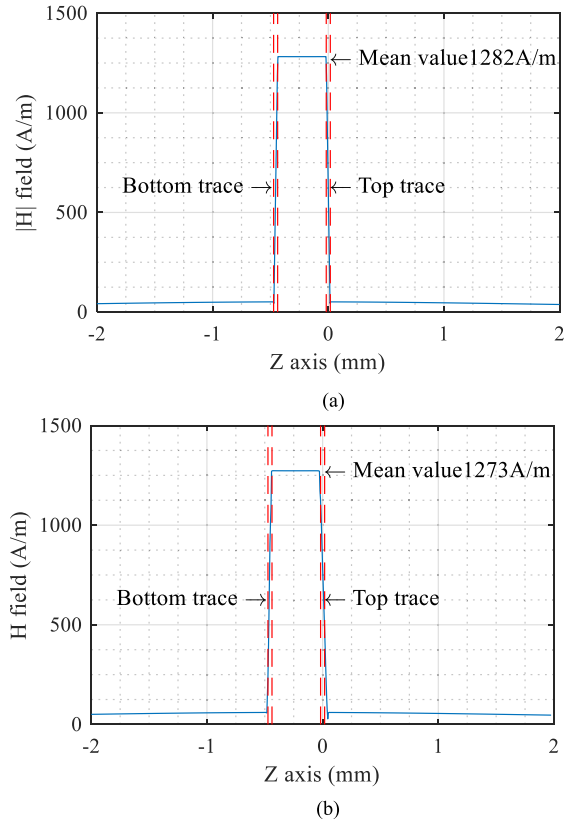 1500
Mean value1282A/m
1000
|H| field (A/m)
Bottom trace
Top trace
500
0
-2
-1
0
1
2
Z axis (mm)
(a)
1500
Mean value1273A/m
1000
H field (A/m)
Bottom trace
Top trace
500
0
-2
-1
0
1
2
Z axis (mm)
(b)